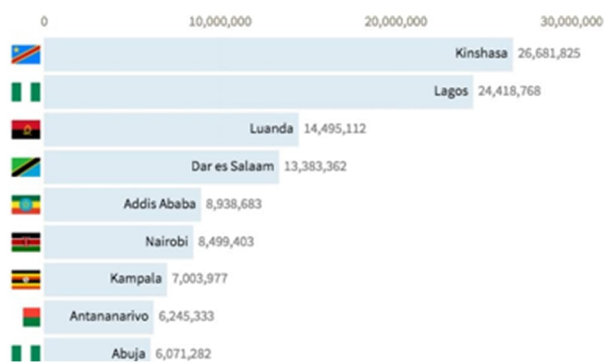 0 10,000,000 20,000,000 30,000,000
Kinshasa 26,681,825
Lagos 24,418,768
Luanda 14,495,112
Dar es Salaam 13,383,362
Addis Ababa 8,938,683
Nairobi 8,499,403
Kampala 7,003,977
Antananarivo 6,245,333
Abuja 6,071,282